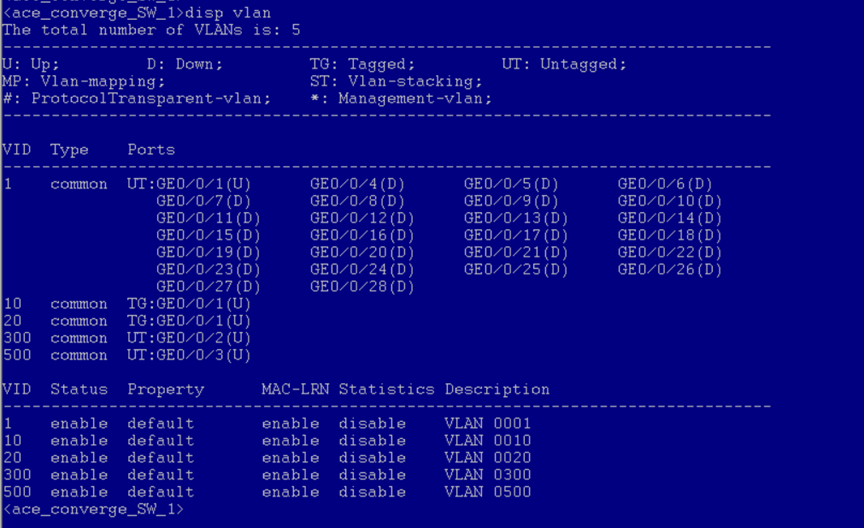 <ace_converge_SW_1>disp vlan
The total number of VLANs is: 5
--------------------------------------------------------------------------------
U: Up;         D: Down;         TG: Tagged;         UT: Untagged;
MP: Vlan-mapping;               ST: Vlan-stacking;
#: ProtocolTransparent-vlan;    *: Management-vlan;
--------------------------------------------------------------------------------
VID  Type    Ports
--------------------------------------------------------------------------------
1    common  UT:GE0/0/1(U)      GE0/0/4(D)      GE0/0/5(D)      GE0/0/6(D)
                GE0/0/7(D)      GE0/0/8(D)      GE0/0/9(D)      GE0/0/10(D)
                GE0/0/11(D)     GE0/0/12(D)     GE0/0/13(D)     GE0/0/14(D)
                GE0/0/15(D)     GE0/0/16(D)     GE0/0/17(D)     GE0/0/18(D)
                GE0/0/19(D)     GE0/0/20(D)     GE0/0/21(D)     GE0/0/22(D)
                GE0/0/23(D)     GE0/0/24(D)     GE0/0/25(D)     GE0/0/26(D)
                GE0/0/27(D)     GE0/0/28(D)
10   common  TG:GE0/0/1(U)
20   common  TG:GE0/0/1(U)
300  common  UT:GE0/0/2(U)
500  common  UT:GE0/0/3(U)
VID  Status  Property      MAC-LRN Statistics Description
--------------------------------------------------------------------------------
1    enable  default       enable  disable    VLAN 0001
10   enable  default       enable  disable    VLAN 0010
20   enable  default       enable  disable    VLAN 0020
300  enable  default       enable  disable    VLAN 0300
500  enable  default       enable  disable    VLAN 0500
<ace_converge_SW_1>